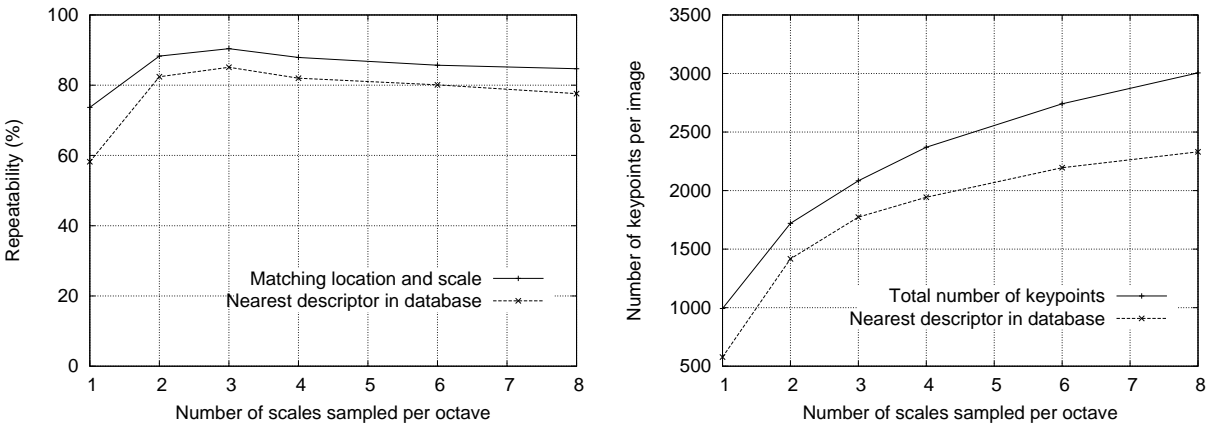 100
80
60
40
20
0
Repeatability (%)
Matching location and scale
Nearest descriptor in database
1 2 3 4 5 6 7 8
Number of scales sampled per octave
3500
3000
2500
2000
1500
1000
500
Number of keypoints per image
Total number of keypoints
Nearest descriptor in database
1 2 3 4 5 6 7 8
Number of scales sampled per octave